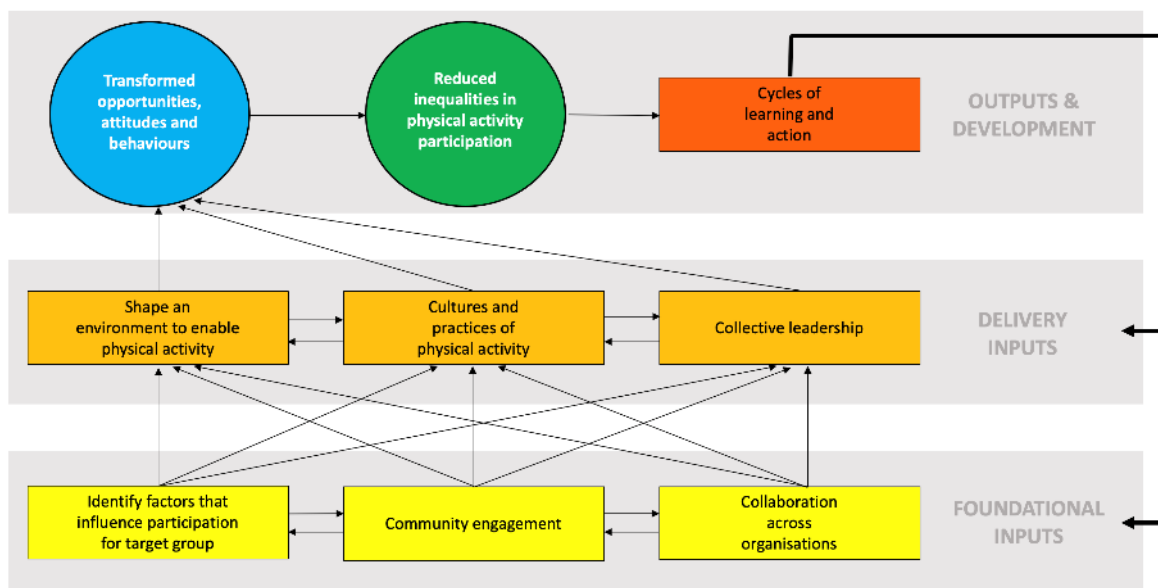 Transformed
opportunities,
attitudes and
behaviours
Reduced
inequalities in
physical activity
participation
Cycles of
learning and
action
OUTPUTS &
DEVELOPMENT
Shape an
environment to enable
physical activity
Cultures and
practices of
physical activity
Collective leadership
DELIVERY
INPUTS
Identify factors that
influence participation
for target group
Community engagement
Collaboration
across
organisations
FOUNDATIONAL
INPUTS